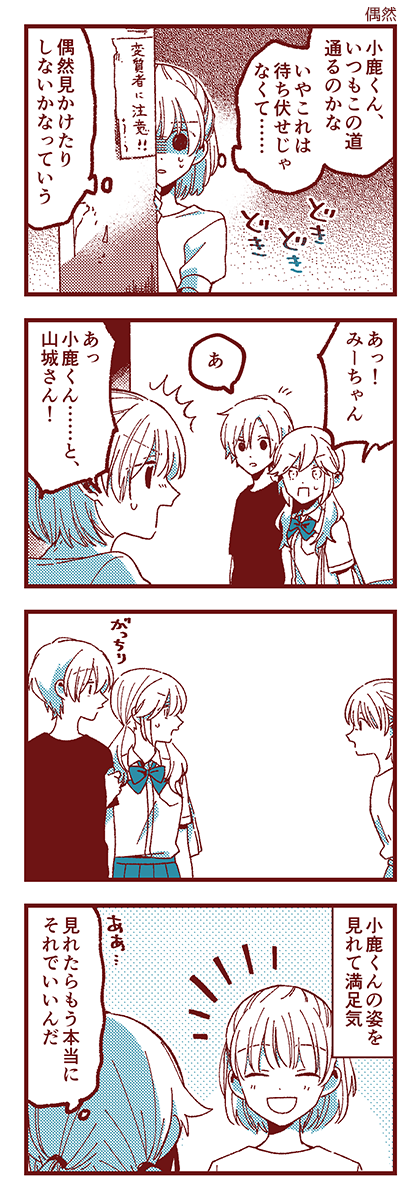 偶然
小鹿くん、
いつもこの道
通るのかな
いやこれは
待ち伏せじゃ
なくて……
どき
どき
どき
変質者に注意!!
偶然見かけたり
しないかなっていう
あっ！
みーちゃん
あ
あっ
小鹿くん……と、
山城さん！
がっちり
小鹿くんの姿を
見れて満足気
ああ…
見れたらもう本当に
それでいいんだ